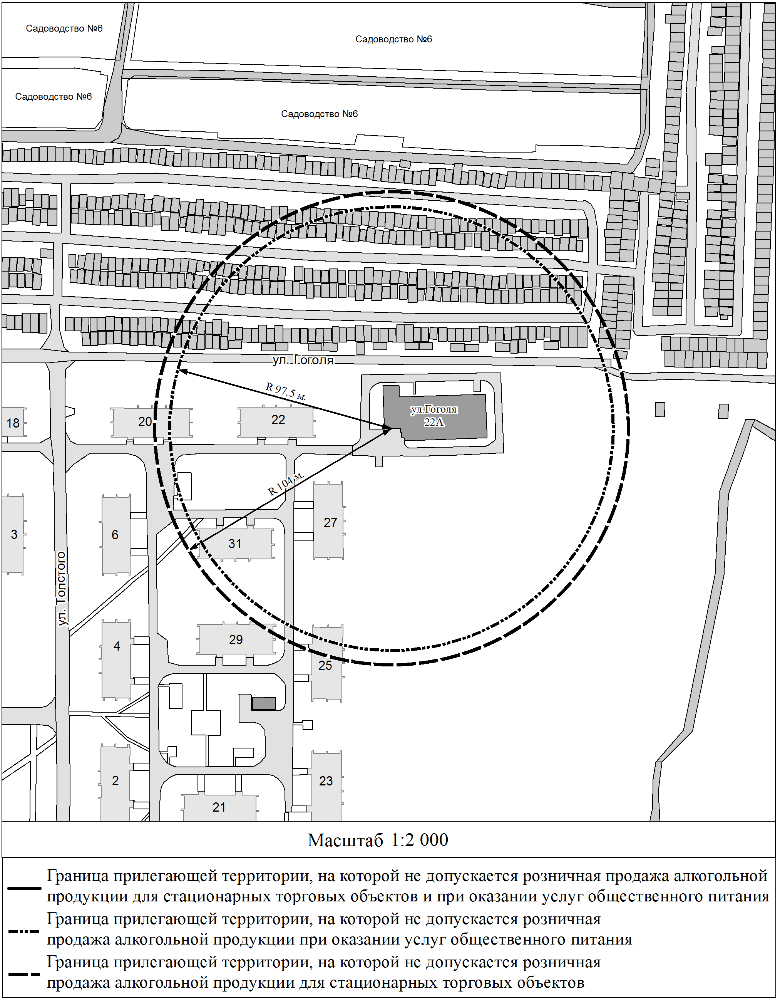 Садоводство №6
Садоводство №6
Садоводство №6
Садоводство №6
ул. Гоголя
R 97.5 м.
ул.Гоголя
22А
18
20
22
R 104 м.
27
3
6
31
ул. Толстого
4
29
25
2
23
21
Масштаб 1:2 000
Граница прилегающей территории, на которой не допускается розничная продажа алкогольной
продукции для стационарных торговых объектов и при оказании услуг общественного питания
Граница прилегающей территории, на которой не допускается розничная
продажа алкогольной продукции при оказании услуг общественного питания
Граница прилегающей территории, на которой не допускается розничная
продажа алкогольной продукции для стационарных торговых объектов